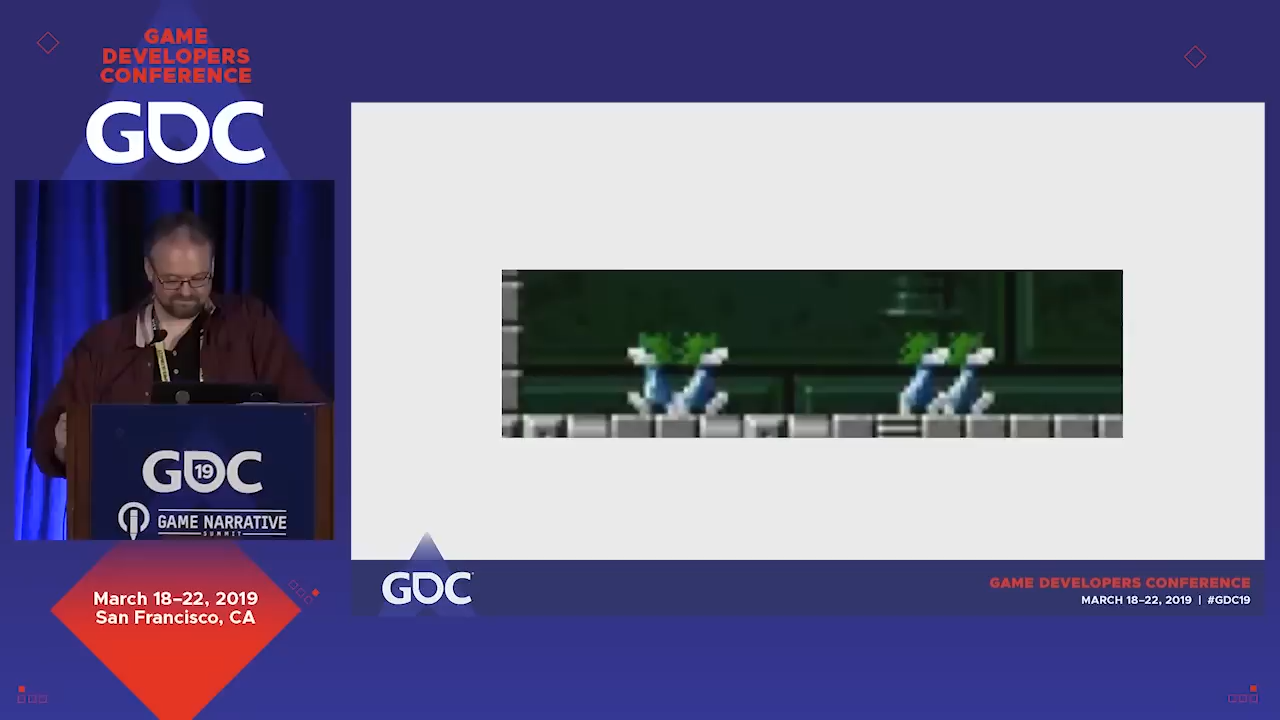 GAME
DEVELOPERS
CONFERENCE
GDC
GDC
19
GAME NARRATIVE
SUMMIT
March 18–22, 2019
San Francisco, CA
GDC
GAME DEVELOPERS CONFERENCE
MARCH 18–22, 2019 | #GDC19